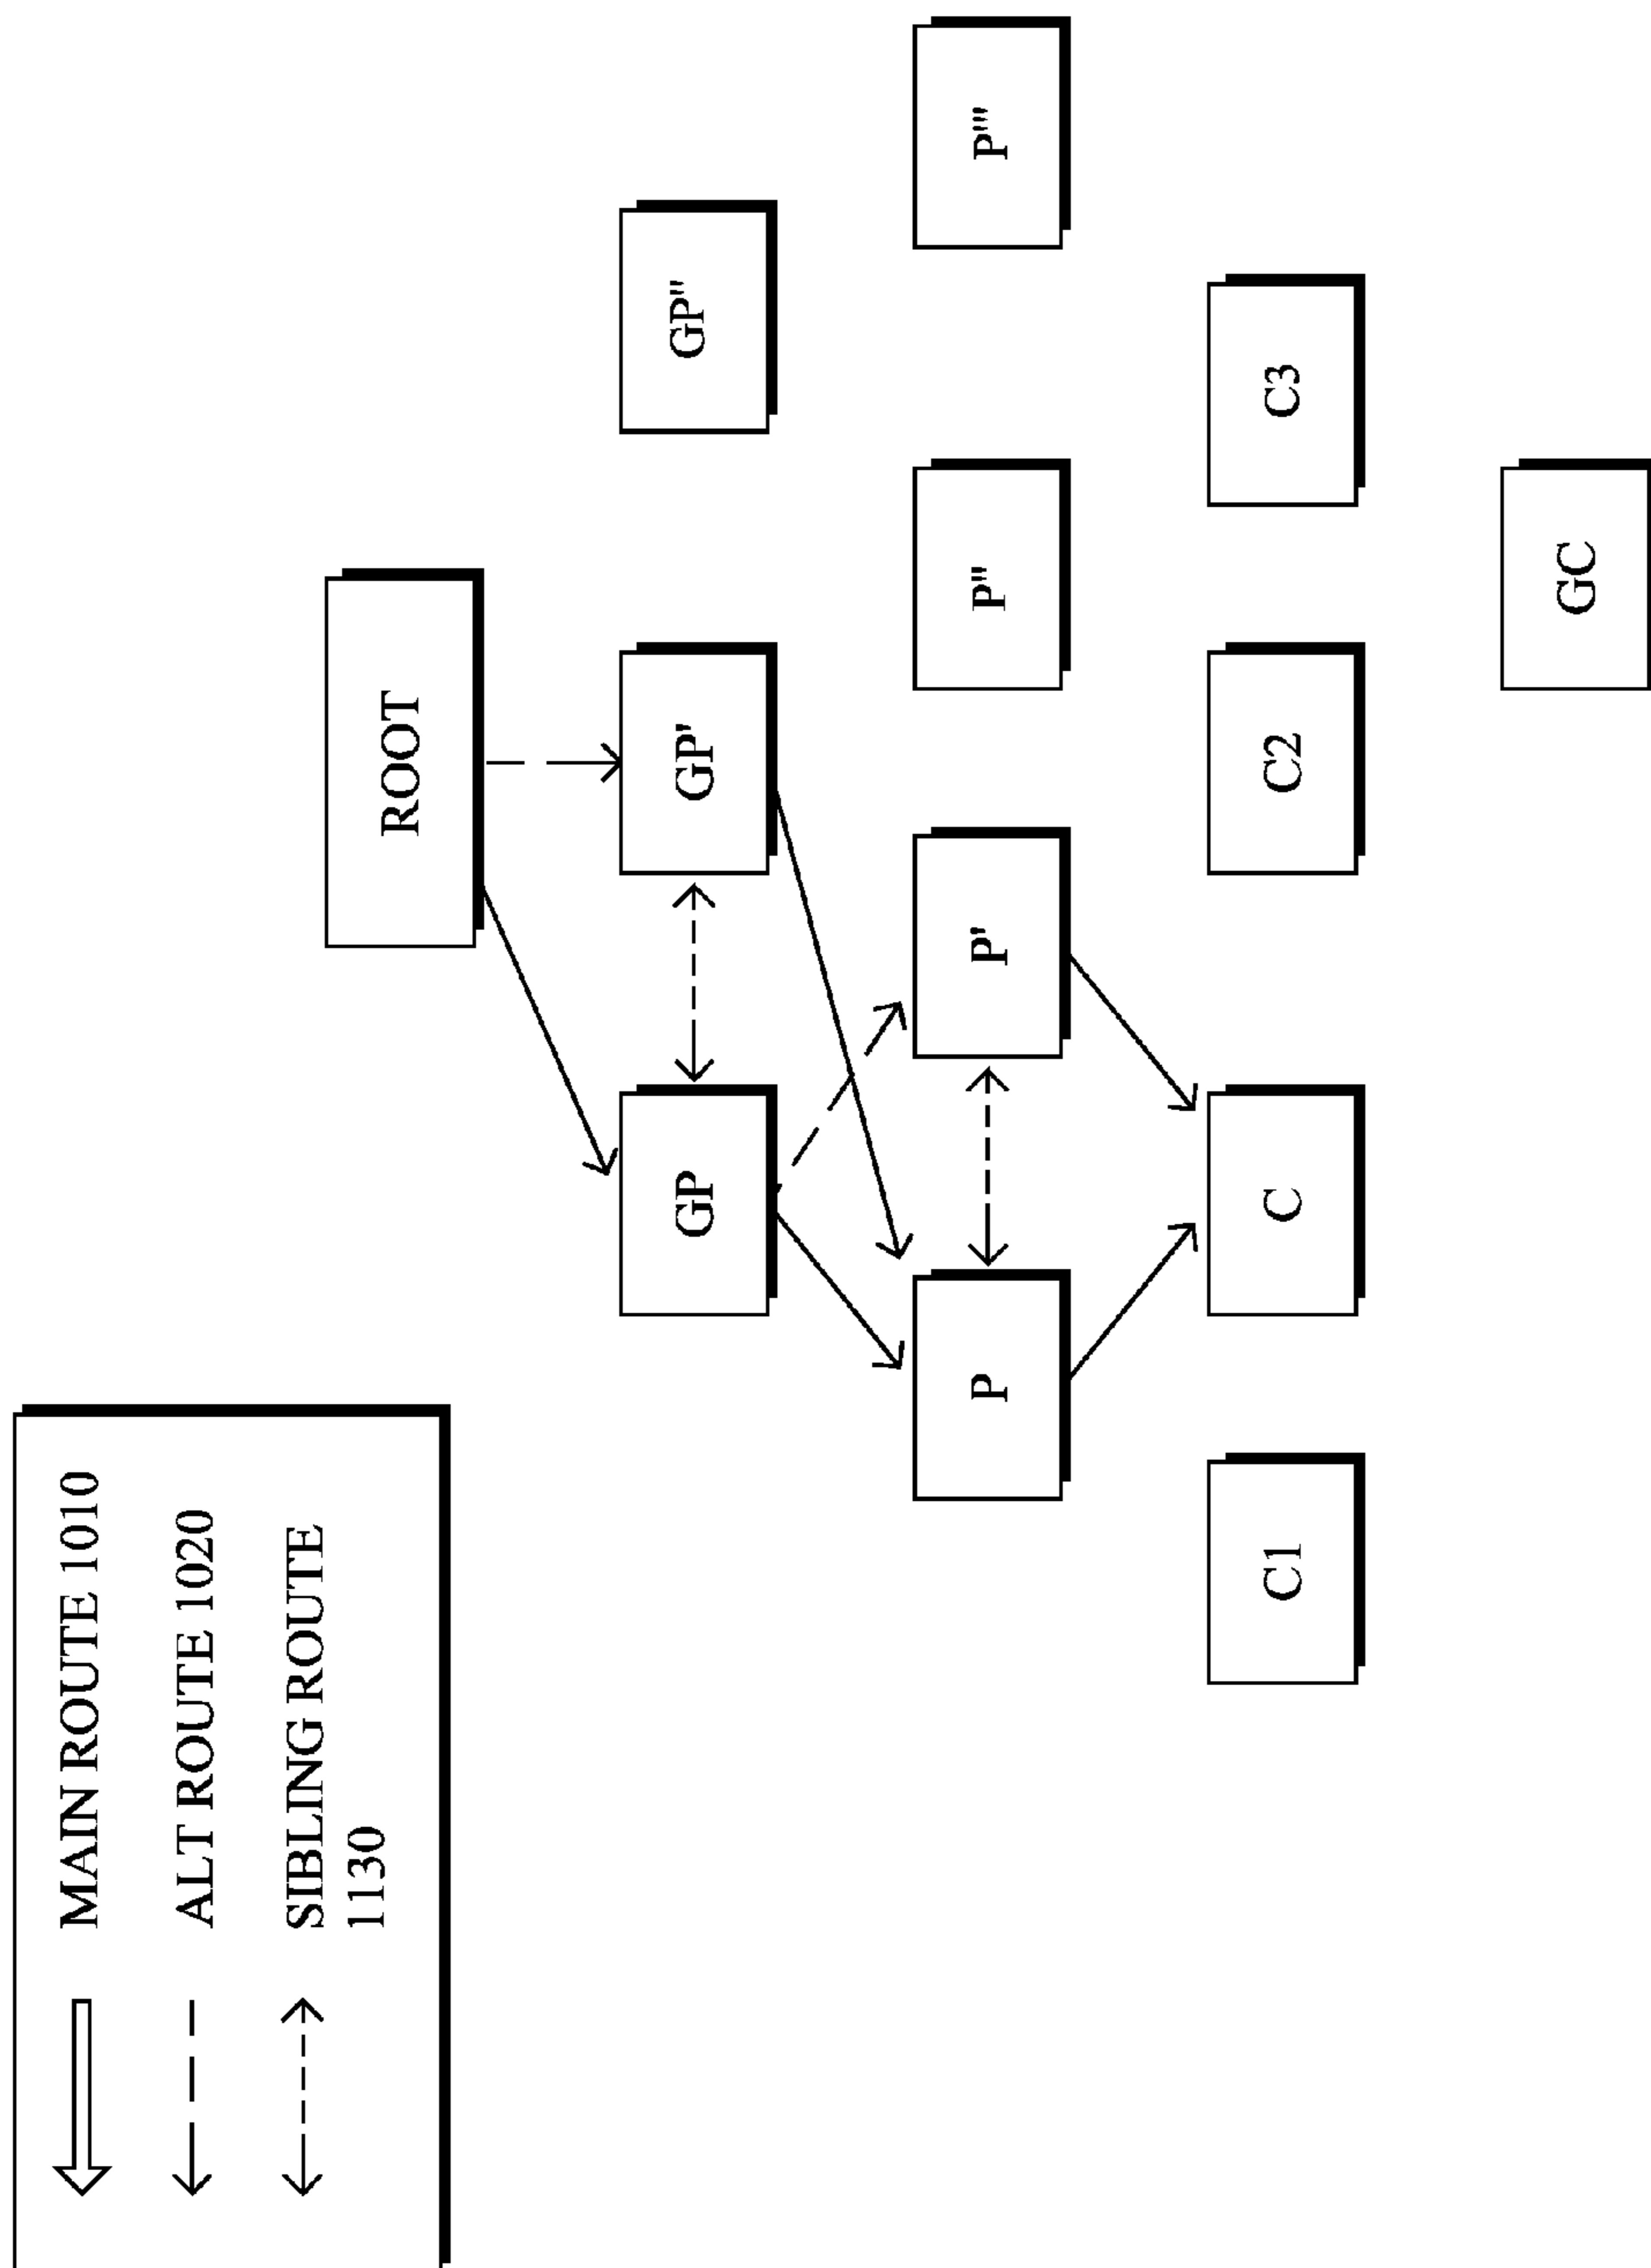 MAIN ROUTE 1010
ALT ROUTE 1020
SIBLING ROUTE
1130
ROOT
GP
GP'
GP"
P
P'
P"
P'"
C1
C
C2
C3
GC